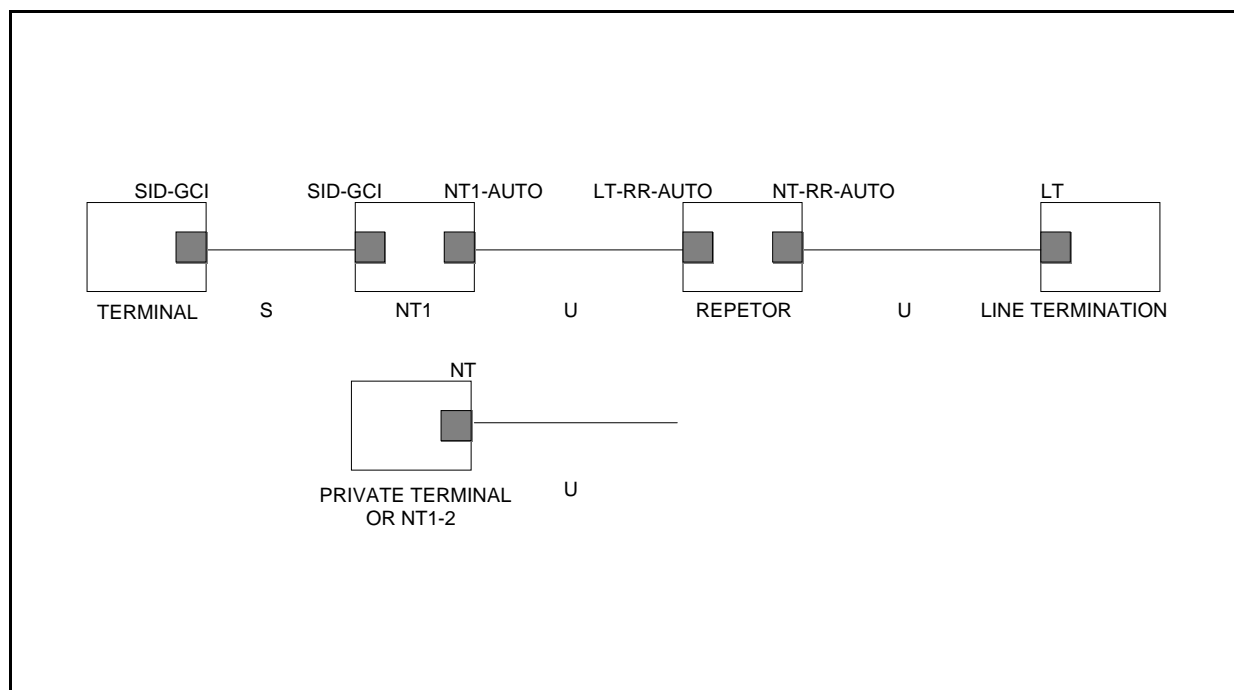 SID-GCI SID-GCI NT1-AUTO LT-RR-AUTO NT-RR-AUTO LT
TERMINAL S NT1 U REPETOR U LINE TERMINATION
NT
PRIVATE TERMINAL U
OR NT1-2